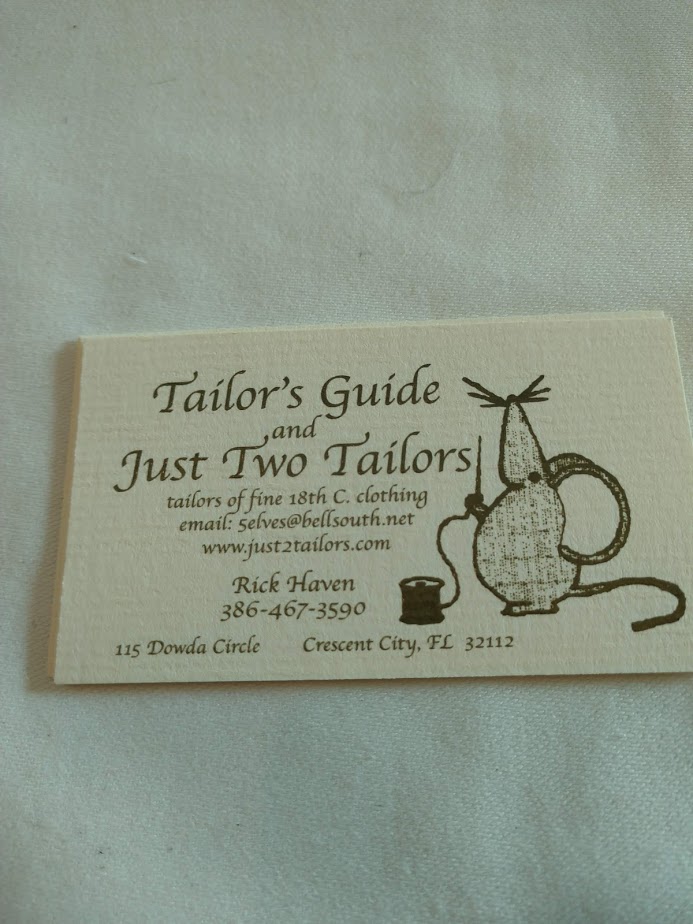 Tailor's Guide
and
Just Two Tailors
tailors of fine 18th C. clothing
email: 5elves@bellsouth.net
www.just2tailors.com
Rick Haven
386-467-3590
115 Dowda Circle Crescent City, FL 32112